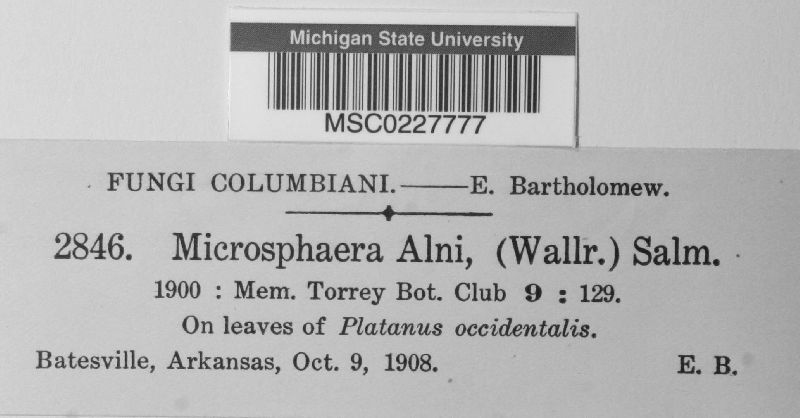 Michigan State University
MSC0227777
FUNGI COLUMBIANI.——E. Bartholomew.
2846. Microsphaera Alni, (Wallr.) Salm.
1900 : Mem. Torrey Bot. Club 9 : 129.
On leaves of Platanus occidentalis.
Batesville, Arkansas, Oct. 9, 1908. E. B.